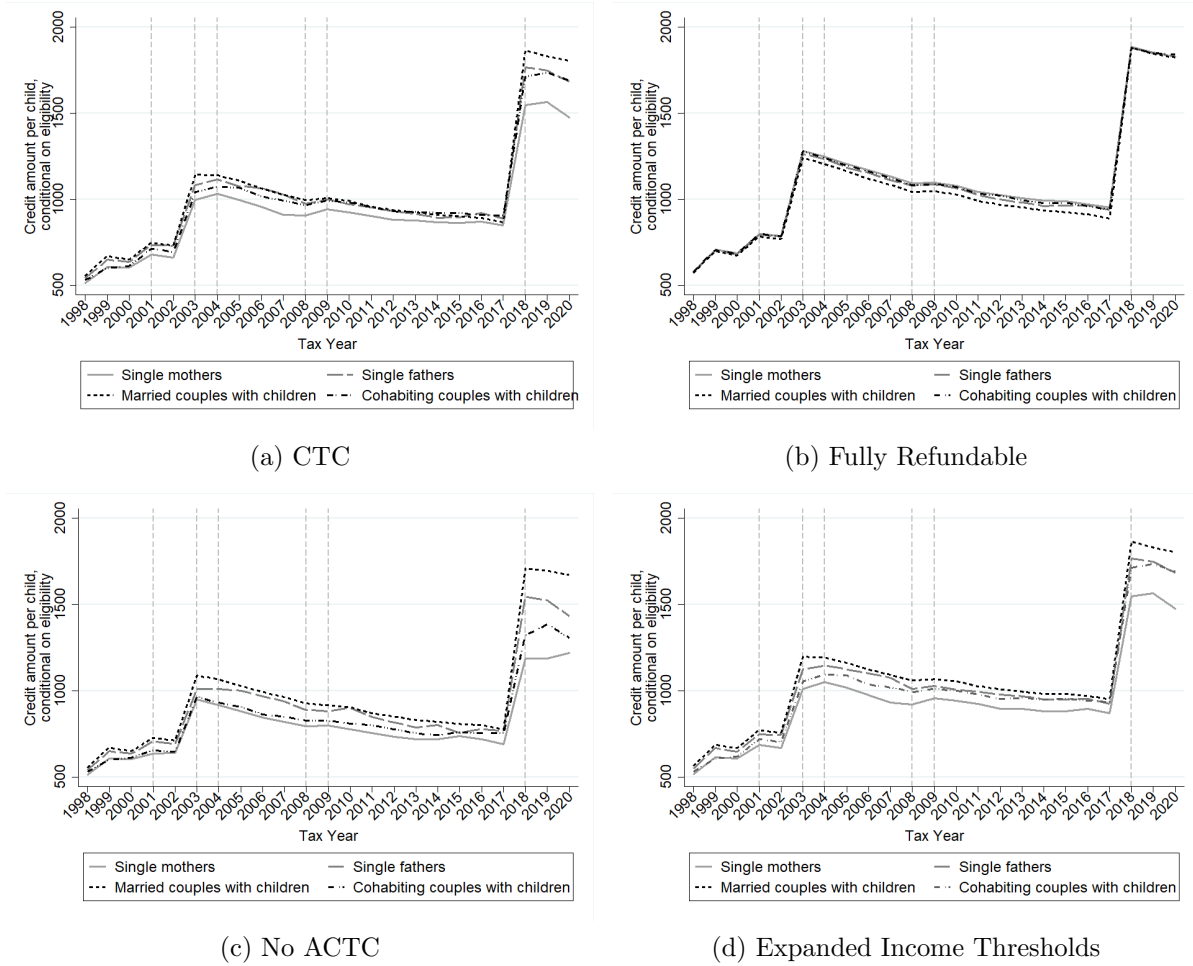 Credit amount per child,
conditional on eligibility
2000
1500
1000
500
1998 1999 2000 2001 2002 2003 2004 2005 2006 2007 2008 2009 2010 2011 2012 2013 2014 2015 2016 2017 2018 2019 2020
Tax Year
Single mothers Single fathers
Married couples with children Cohabiting couples with children
(a) CTC
Credit amount per child,
conditional on eligibility
2000
1500
1000
500
1998 1999 2000 2001 2002 2003 2004 2005 2006 2007 2008 2009 2010 2011 2012 2013 2014 2015 2016 2017 2018 2019 2020
Tax Year
Single mothers Single fathers
Married couples with children Cohabiting couples with children
(b) Fully Refundable
Credit amount per child,
conditional on eligibility
2000
1500
1000
500
1998 1999 2000 2001 2002 2003 2004 2005 2006 2007 2008 2009 2010 2011 2012 2013 2014 2015 2016 2017 2018 2019 2020
Tax Year
Single mothers Single fathers
Married couples with children Cohabiting couples with children
(c) No ACTC
Credit amount per child,
conditional on eligibility
2000
1500
1000
500
1998 1999 2000 2001 2002 2003 2004 2005 2006 2007 2008 2009 2010 2011 2012 2013 2014 2015 2016 2017 2018 2019 2020
Tax Year
Single mothers Single fathers
Married couples with children Cohabiting couples with children
(d) Expanded Income Thresholds